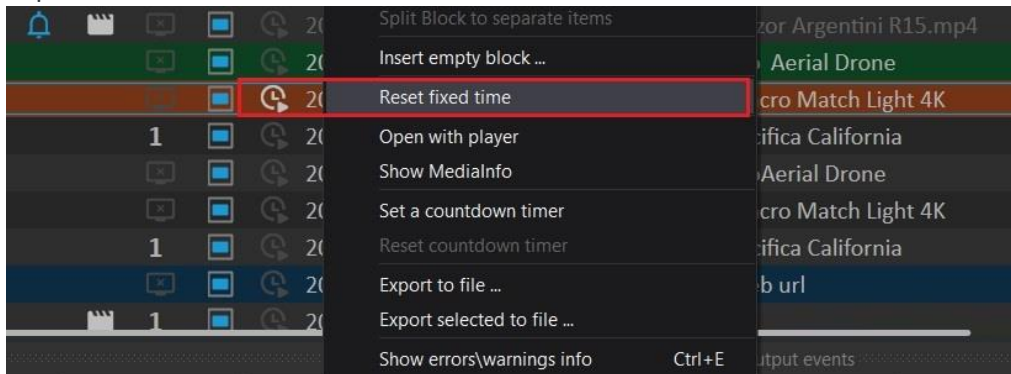 Split Block to separate items
zor Argentini R15.mp4
Insert empty block ...
Aerial Drone
Reset fixed time
cro Match Light 4K
1
Open with player
ifica California
Show MediaInfo
Aerial Drone
Set a countdown timer
cro Match Light 4K
1
Reset countdown timer
ifica California
Export to file ...
b url
1
Export selected to file ...
Show errors\warnings info Ctrl+E
utput events